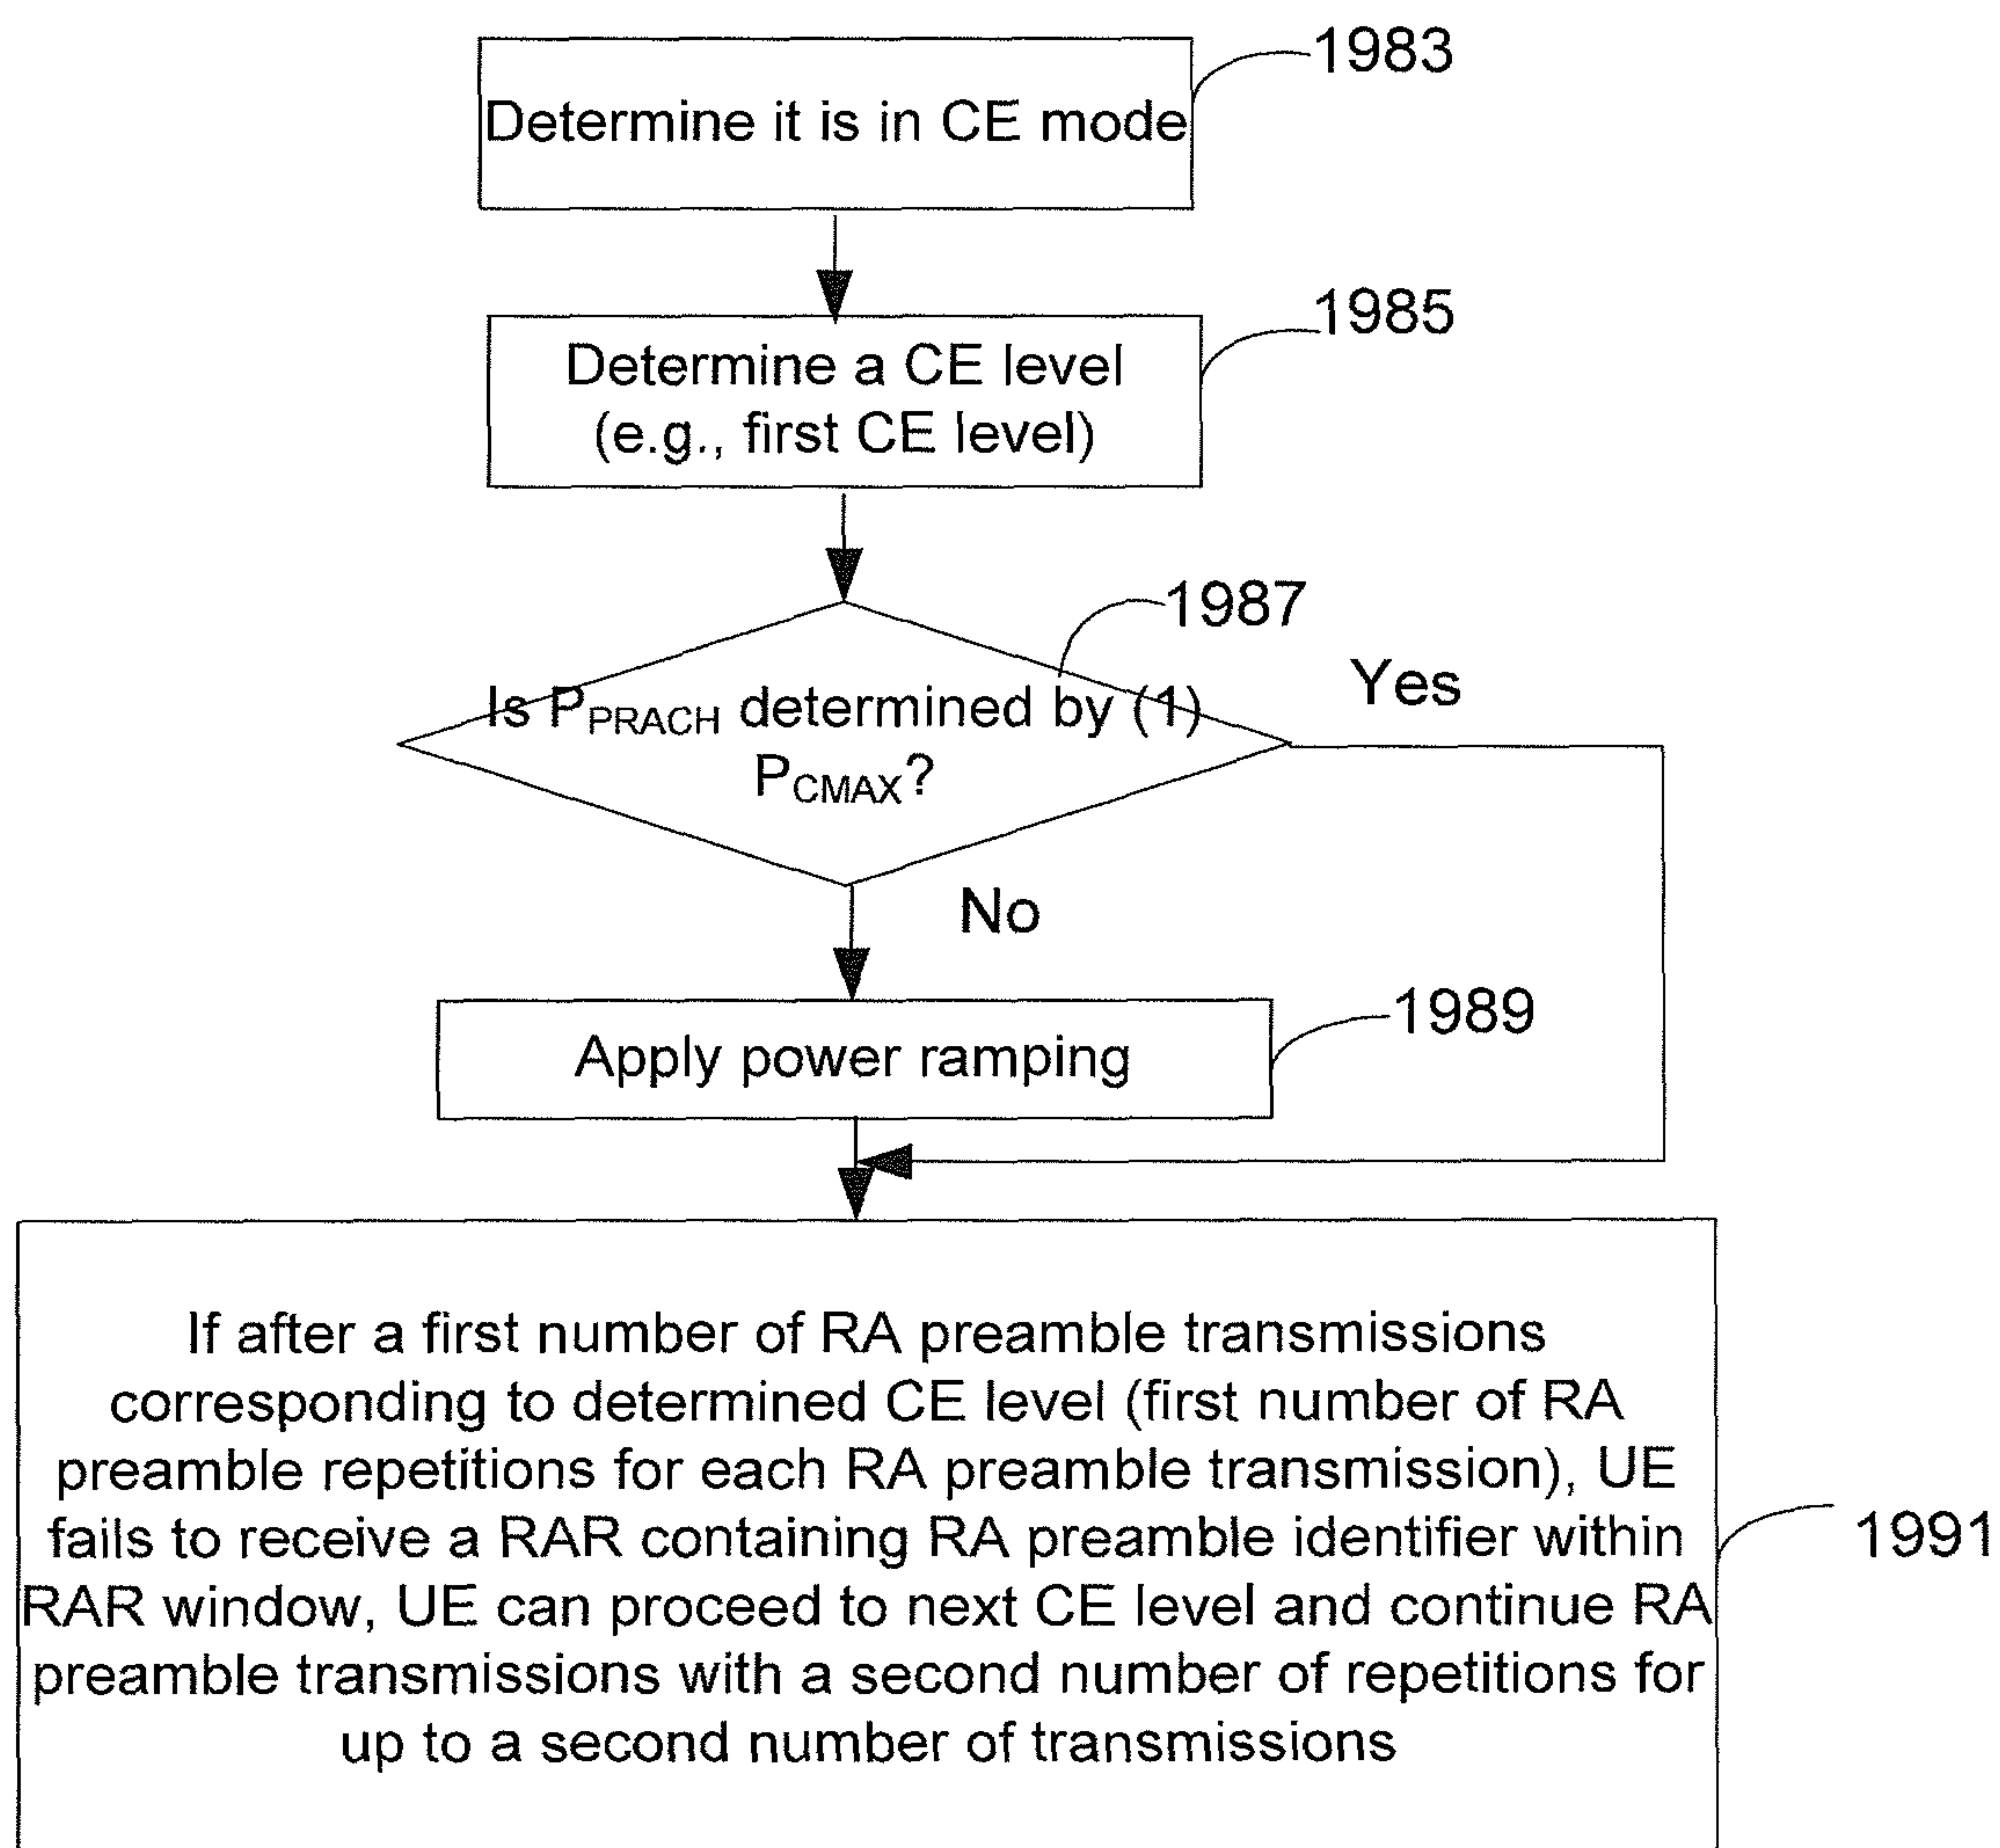 1983
Determine it is in CE mode
1985
Determine a CE level
(e.g., first CE level)
1987
Yes
Is PPRACH determined by (1)
PCMAX?
No
1989
Apply power ramping
If after a first number of RA preamble transmissions
corresponding to determined CE level (first number of RA
preamble repetitions for each RA preamble transmission), UE
fails to receive a RAR containing RA preamble identifier within
1991
RAR window, UE can proceed to next CE level and continue RA
preamble transmissions with a second number of repetitions for
up to a second number of transmissions